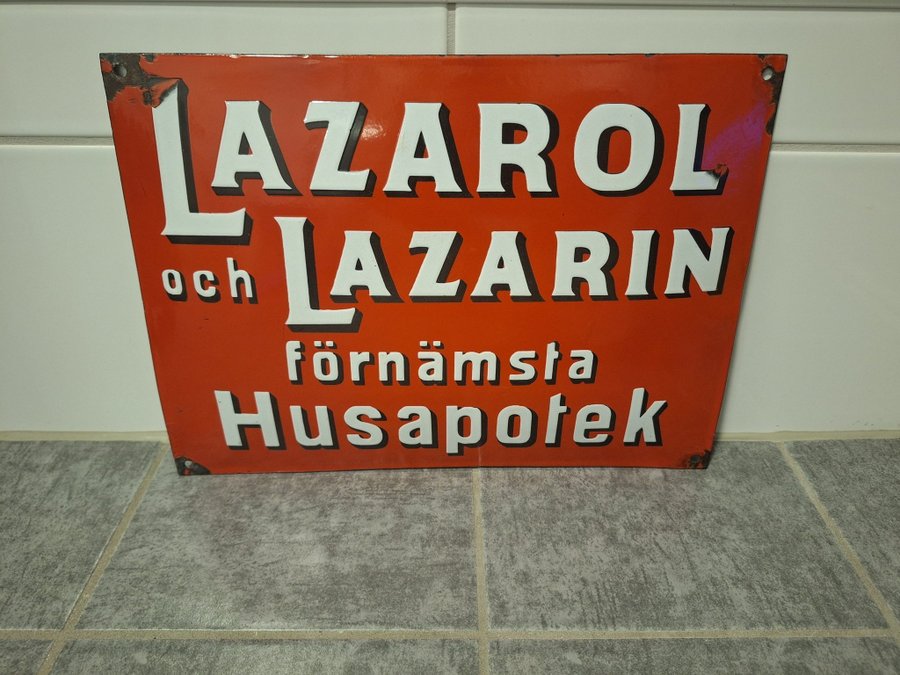 LAZAROL
och LAZARIN
förnämsta
Husapotek